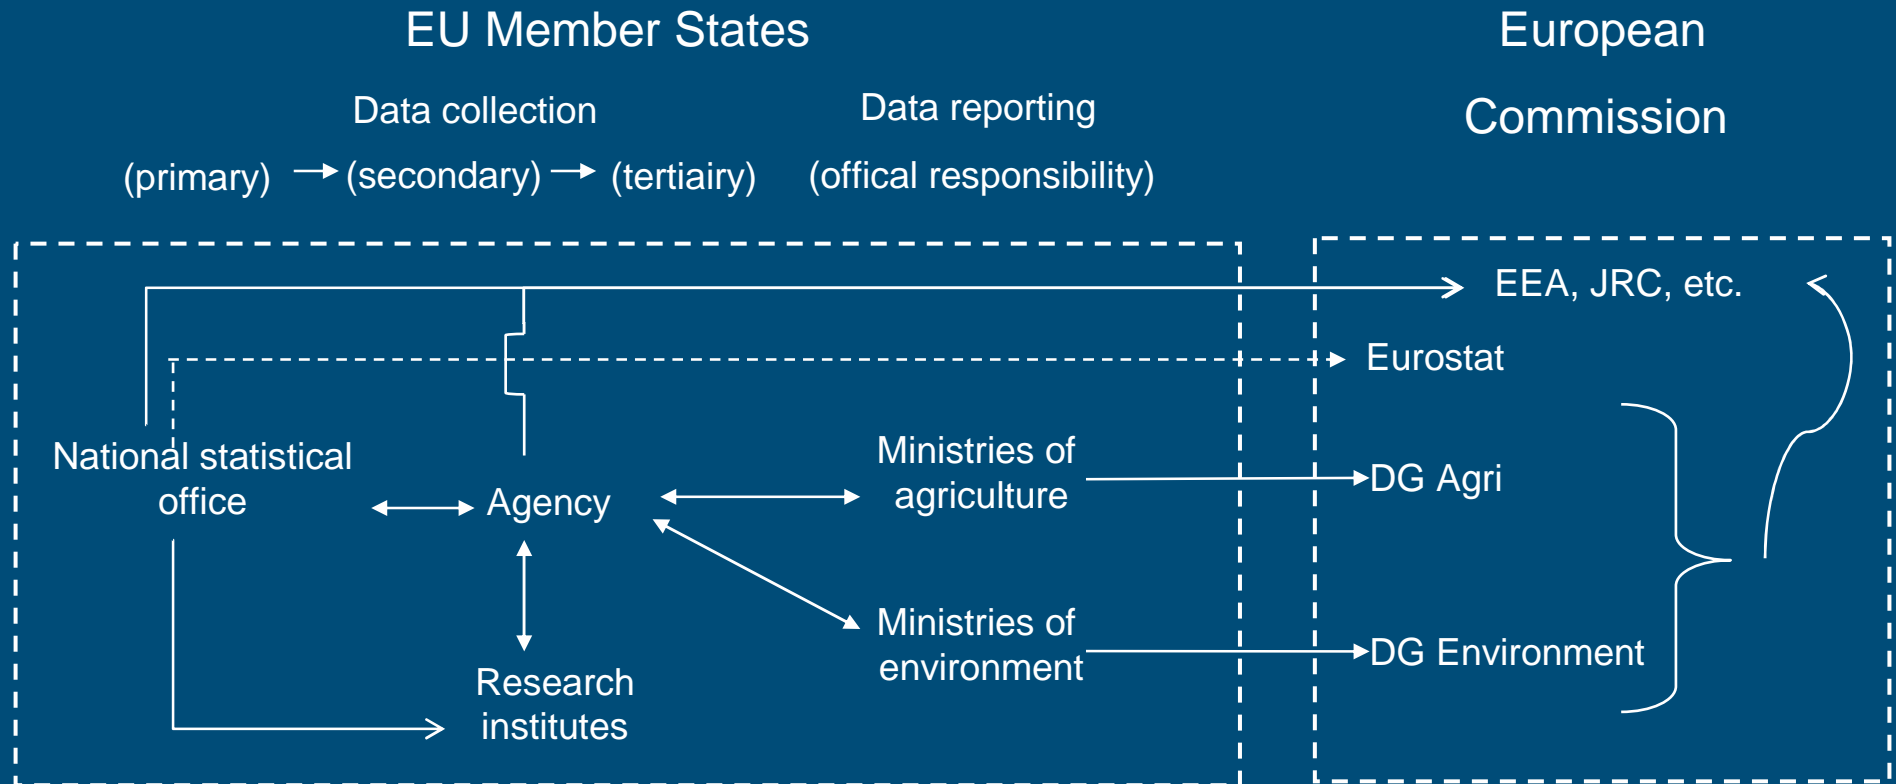 EU Member States
European
Commission
Data collection
Data reporting
(primary)
(secondary)
(tertiairy)
(offical responsibility)
EEA, JRC, etc.
Eurostat
National statistical
office
Agency
Ministries of
agriculture
DG Agri
Ministries of
environment
DG Environment
Research
institutes